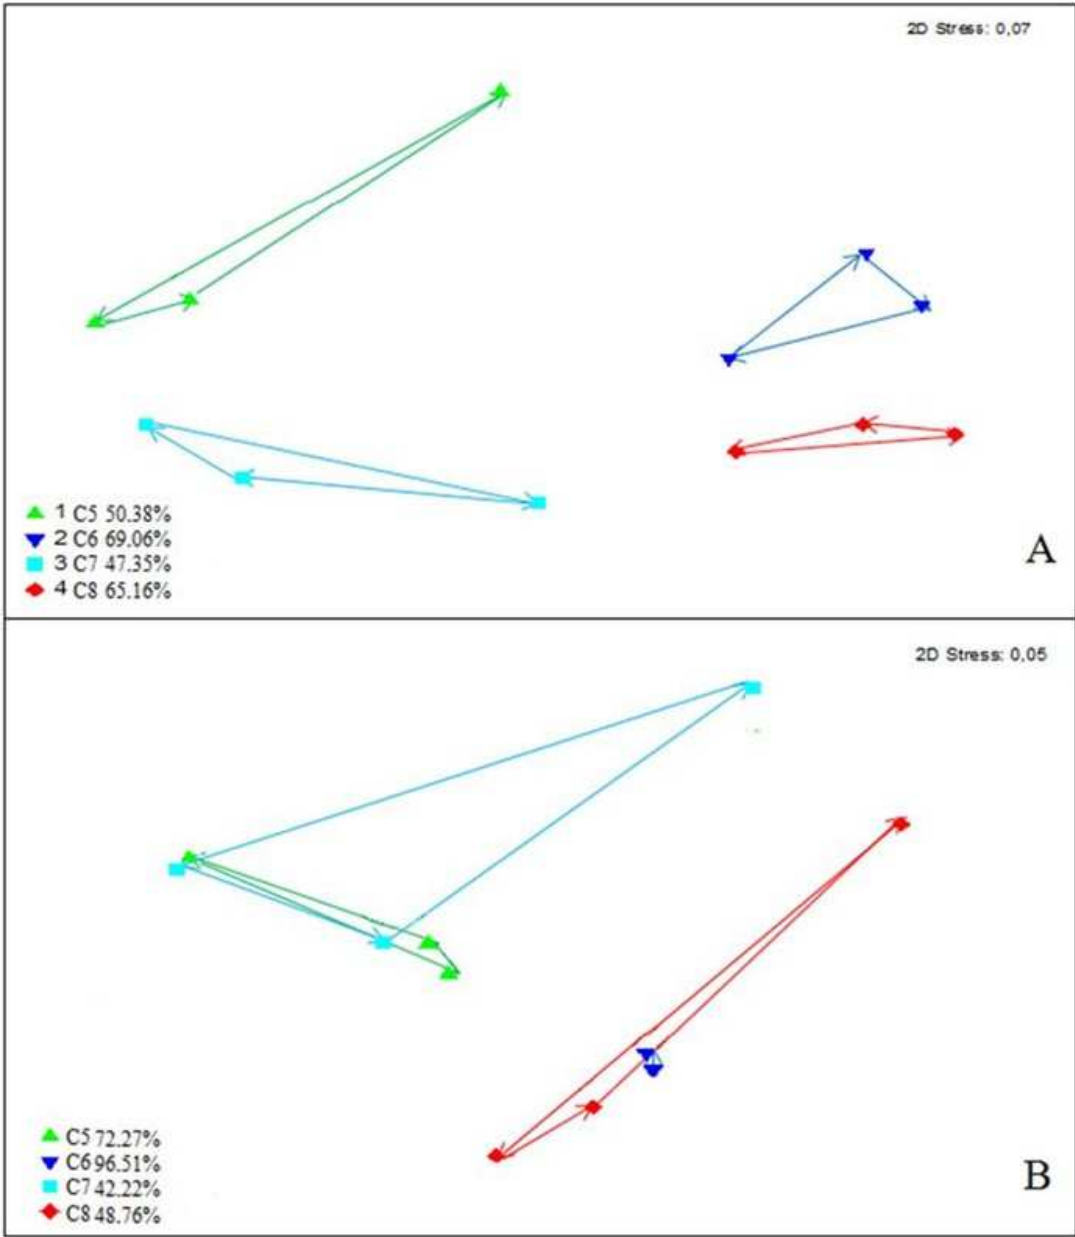 2D Stress: 0,07
1 C5 50.38%
2 C6 69.06%
3 C7 47.35%
4 C8 65.16%
A
2D Stress: 0,05
C5 72.27%
C6 96.51%
C7 42.22%
C8 48.76%
B